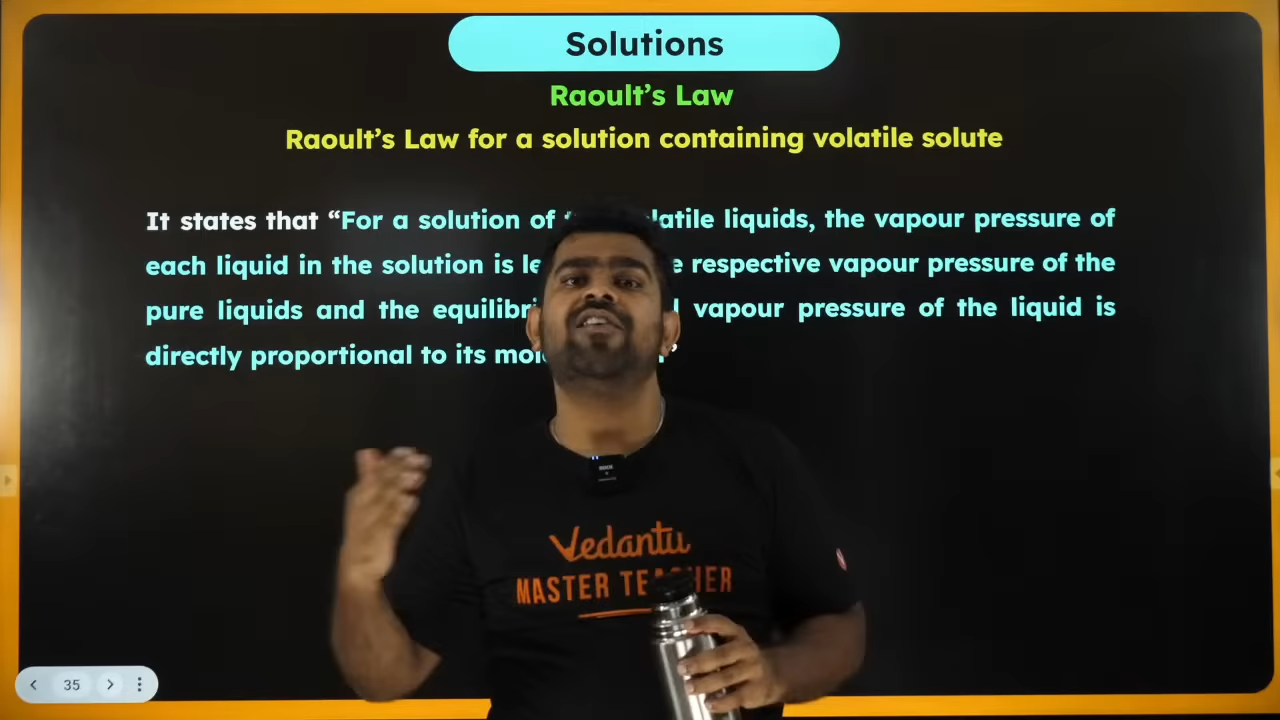 Solutions
Raoult's Law
Raoult's Law for a solution containing volatile solute
It states that “For a solution of latile liquids, the vapour pressure of
each liquid in the solution is le e respective vapour pressure of the
pure liquids and the equilibri vapour pressure of the liquid is
directly proportional to its mol
Vedantu
MASTER TEACHER
35